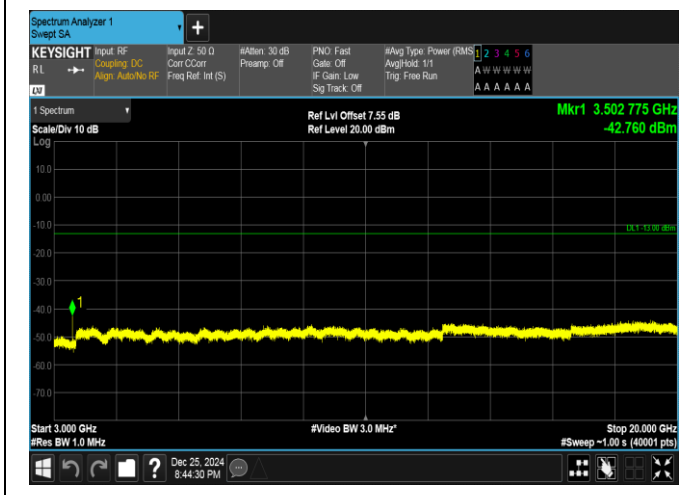 Spectrum Analyzer 1
Swept SA
+
KEYSIGHT Input: RF Input Z: 50 Ω #Atten: 30 dB PNO: Fast #Avg Type: Power (RMS 1 2 3 4 5 6
RL Coupling: DC Corr CCorr Preamp: Off Gate: Off Avg|Hold: 1/1 A W W W W W
Align: Auto/No RF Freq Ref: Int (S) IF Gain: Low Trig: Free Run
LXI Sig Track: Off A A A A A A
1 Spectrum Ref Lvl Offset 7.55 dB Mkr1 3.502 775 GHz
Scale/Div 10 dB Ref Level 20.00 dBm -42.760 dBm
Log
10.0
0.00
-10.0
DL1 -13.00 dBm
-20.0
-30.0
-40.0
1
-50.0
-60.0
-70.0
Start 3.000 GHz #Video BW 3.0 MHz* Stop 20.000 GHz
#Res BW 1.0 MHz #Sweep ~1.00 s (40001 pts)
? Dec 25, 2024
8:44:30 PM